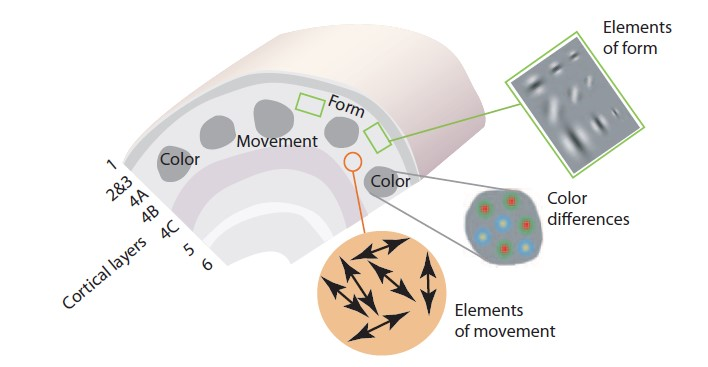 Elements
of form
Form
Movement
Color
Color
Color
differences
Elements
of movement
1
2&3
4A
4B
4C
5
6
Cortical layers